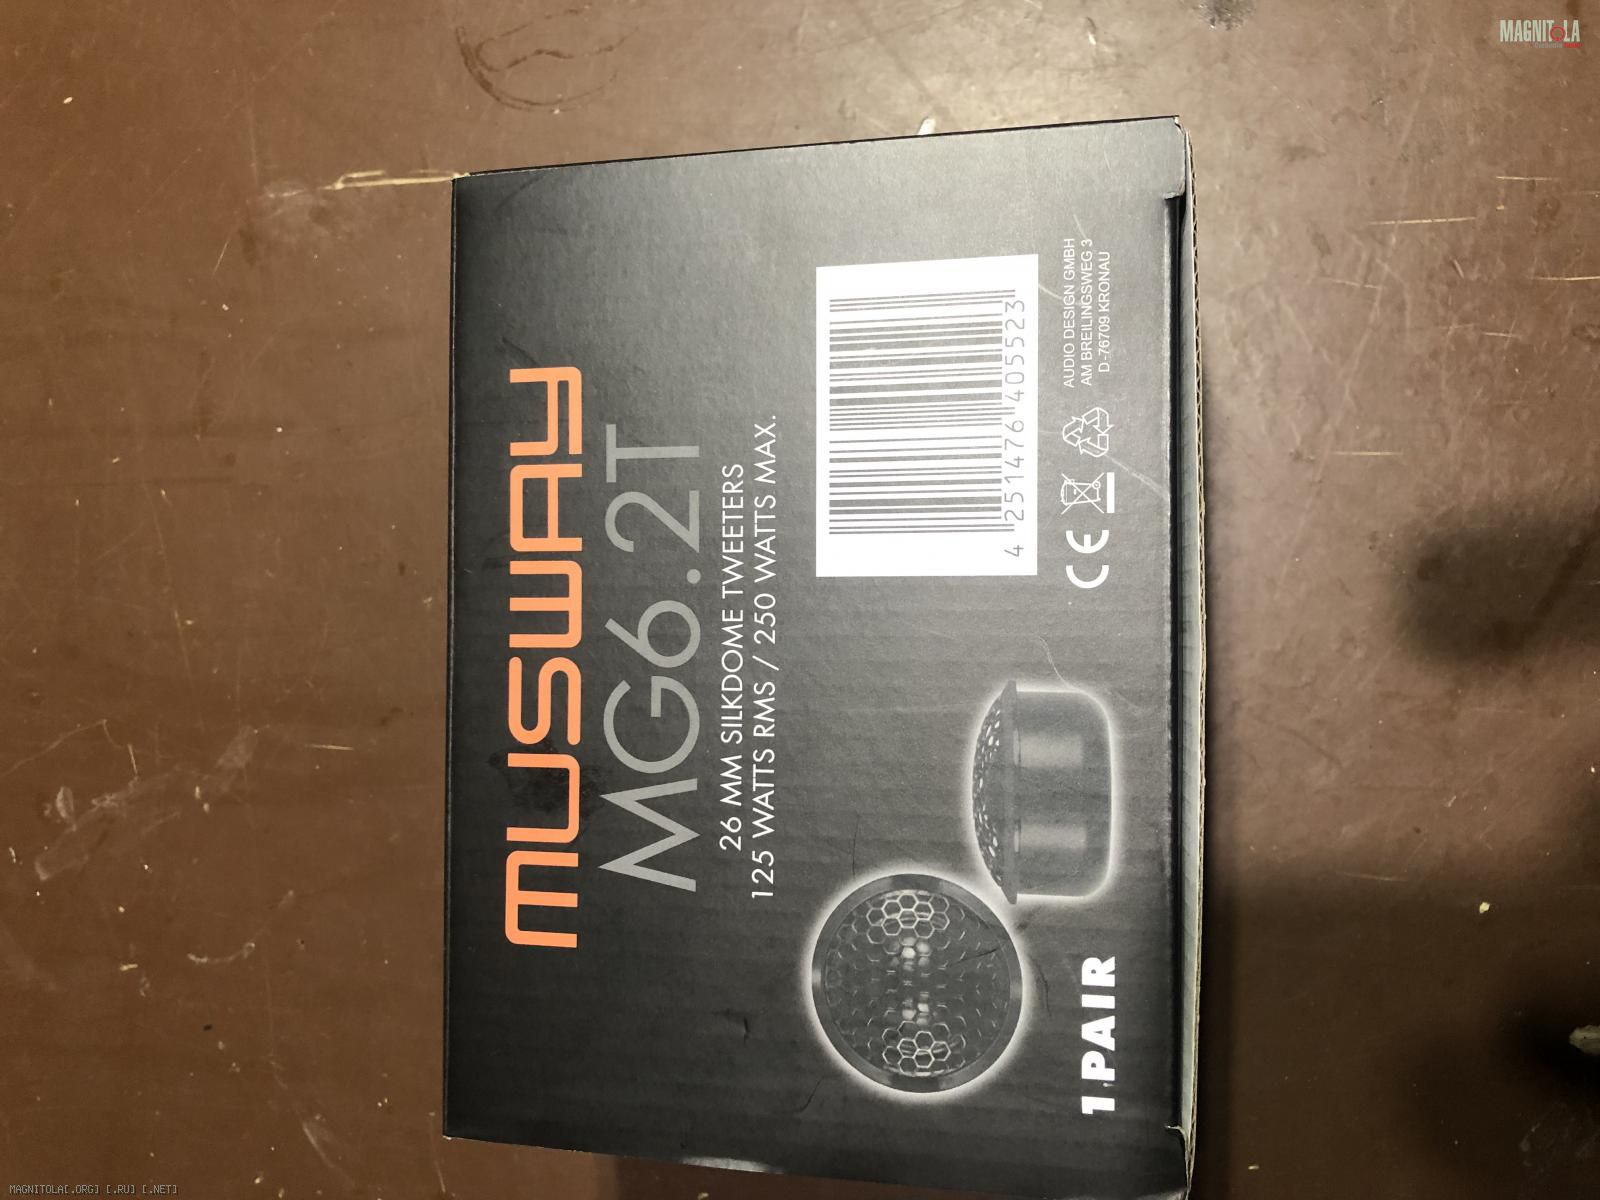 MUSWAY
MG6.2T
26 MM SILKDOME TWEETERS
125 WATTS RMS / 250 WATTS MAX.
1 PAIR
4 251476 405523
CE
AUDIO DESIGN GMBH
AM BREILINGSWEG 3
D-76709 KRONAU
MAGNITOLA
MAGNITOLA[.ORG] [.RU] [.NET]